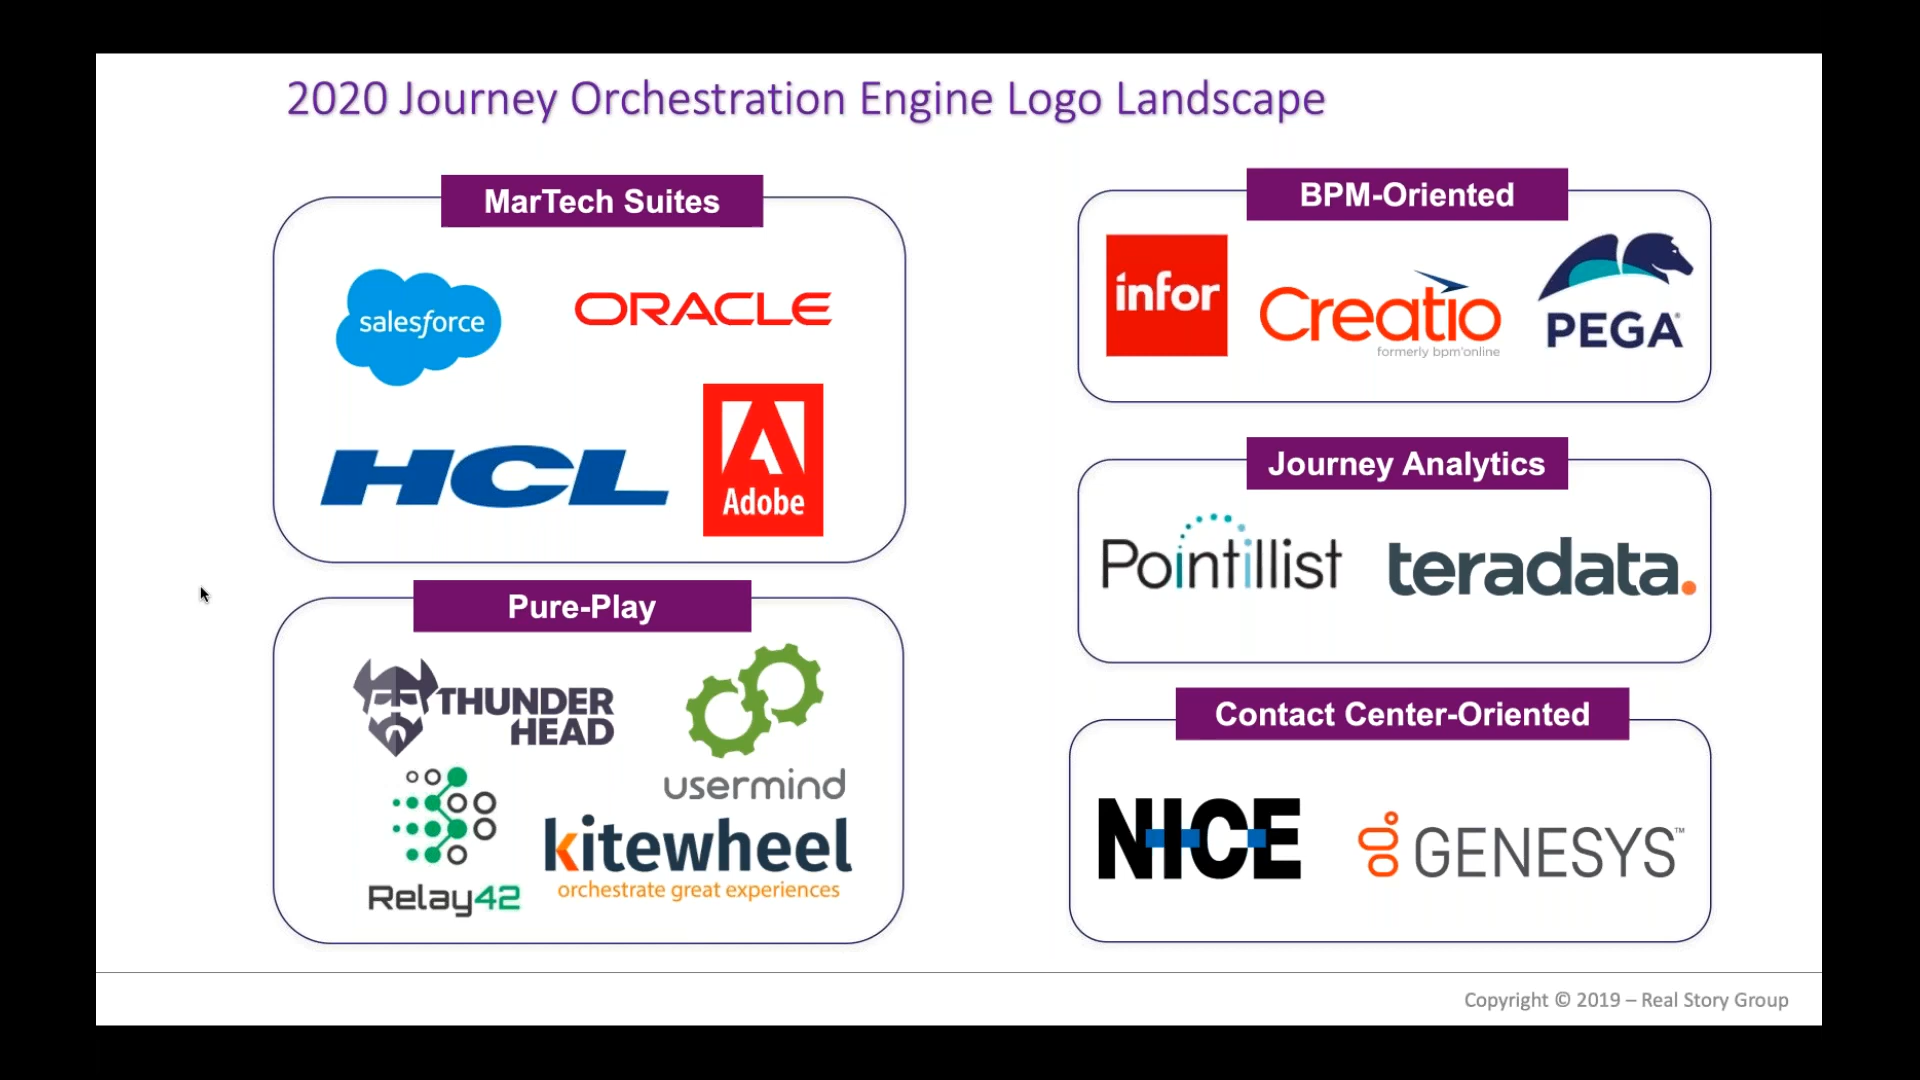 2020 Journey Orchestration Engine Logo Landscape
MarTech Suites
salesforce
ORACLE
HCL
Adobe
Pure-Play
THUNDER
HEAD
usermind
Relay42
kitewheel
orchestrate great experiences
BPM-Oriented
infor
Creatio
formerly bpm'online
PEGA®
Journey Analytics
Pointillist
teradata.
Contact Center-Oriented
NICE
GENESYS™
Copyright © 2019 – Real Story Group